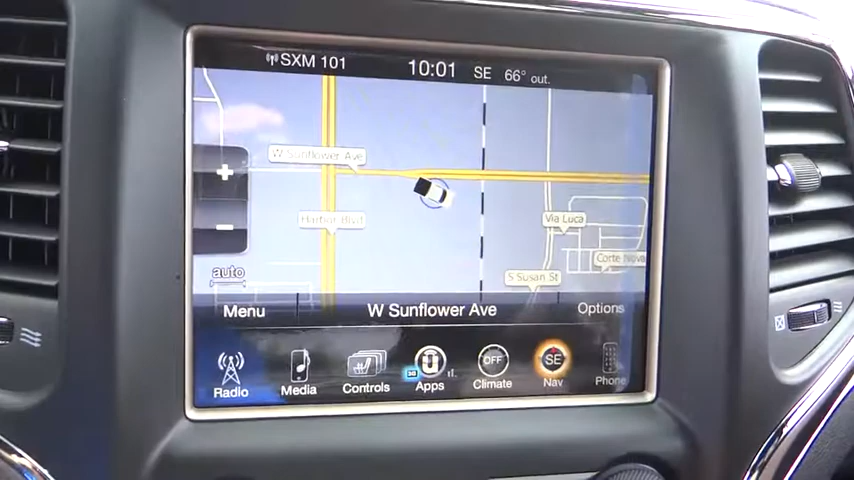 SXM 101 10:01 SE 66° out.
W Sunflower Ave
+
Harbor Blvd
Via Luca
-
Corte Nova
auto
S Susan St
Menu W Sunflower Ave Options
OFF SE
3G
Radio Media Controls Apps Climate Nav Phone